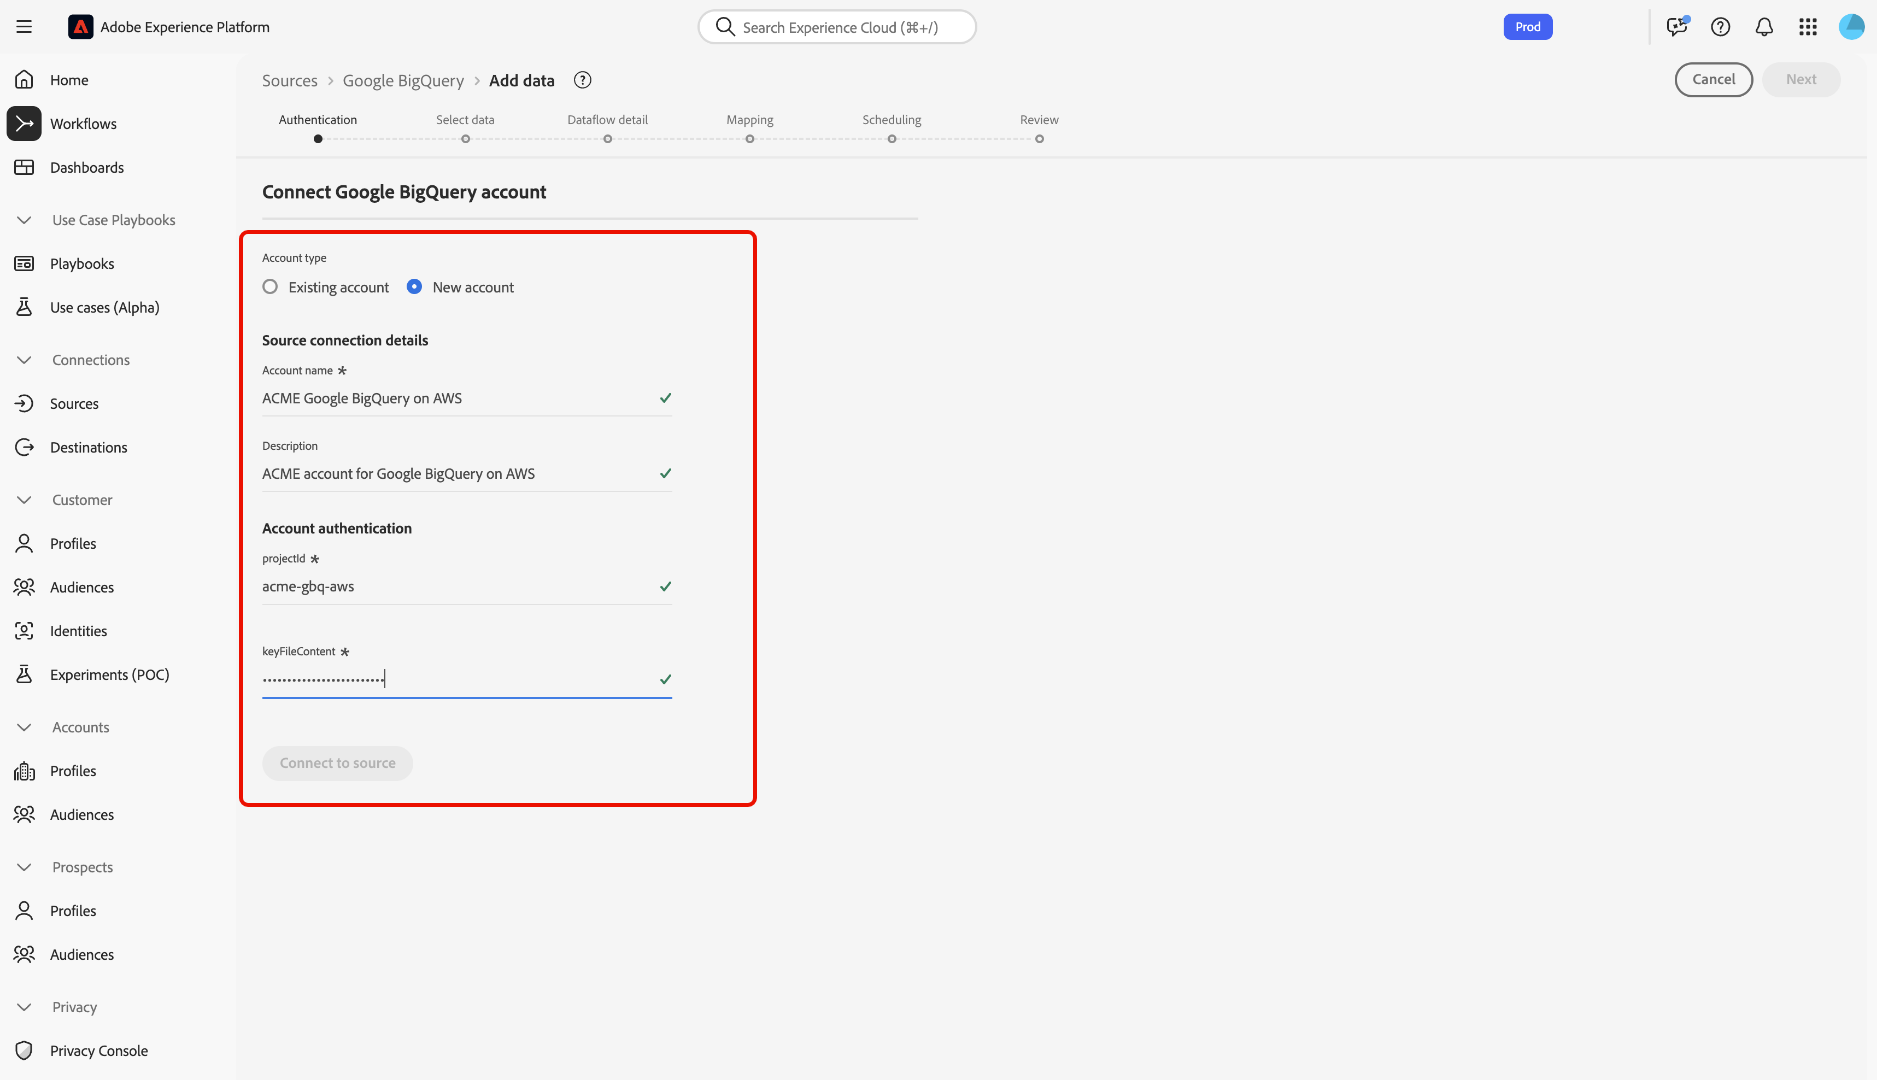 Adobe Experience Platform
Search Experience Cloud (⌘+/)
Prod
Home
Workflows
Dashboards
Use Case Playbooks
Playbooks
Use cases (Alpha)
Connections
Sources
Destinations
Customer
Profiles
Audiences
Identities
Experiments (POC)
Accounts
Profiles
Audiences
Prospects
Profiles
Audiences
Privacy
Privacy Console
Sources > Google BigQuery > Add data
Cancel
Next
Authentication
Select data
Dataflow detail
Mapping
Scheduling
Review
Connect Google BigQuery account
Account type
Existing account
New account
Source connection details
Account name *
ACME Google BigQuery on AWS
Description
ACME account for Google BigQuery on AWS
Account authentication
projectId *
acme-gbq-aws
keyFileContent *
•••••••••••••••••••••••••
Connect to source